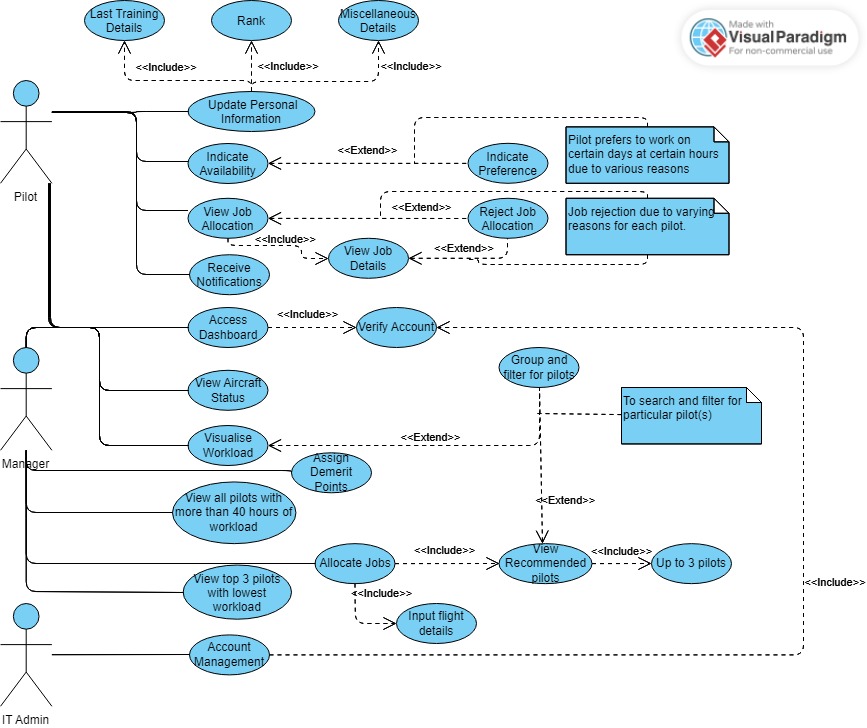 Last Training
Details
Rank
Miscellaneous
Details
Made with
VisualParadigm
For non-commercial use
<<Include>>
<<Include>>
<<Include>>
Update Personal
Information
Pilot
Indicate
Availability
<<Extend>>
Indicate
Preference
Pilot prefers to work on
certain days at certain hours
due to various reasons
View Job
Allocation
<<Extend>>
Reject Job
Allocation
Job rejection due to varying
reasons for each pilot.
<<Include>>
View Job
Details
<<Extend>>
Receive
Notifications
Access
Dashboard
<<Include>>
Verify Account
Group and
filter for pilots
View Aircraft
Status
To search and filter for
particular pilot(s)
Visualise
Workload
<<Extend>>
Manager
Assign
Demerit
Points
View all pilots with
more than 40 hours of
workload
<<Extend>>
Allocate Jobs
<<Include>>
View
Recommended
pilots
<<Include>>
Up to 3 pilots
View top 3 pilots
with lowest
workload
<<Include>>
<<Include>>
Input flight
details
Account
Management
IT Admin